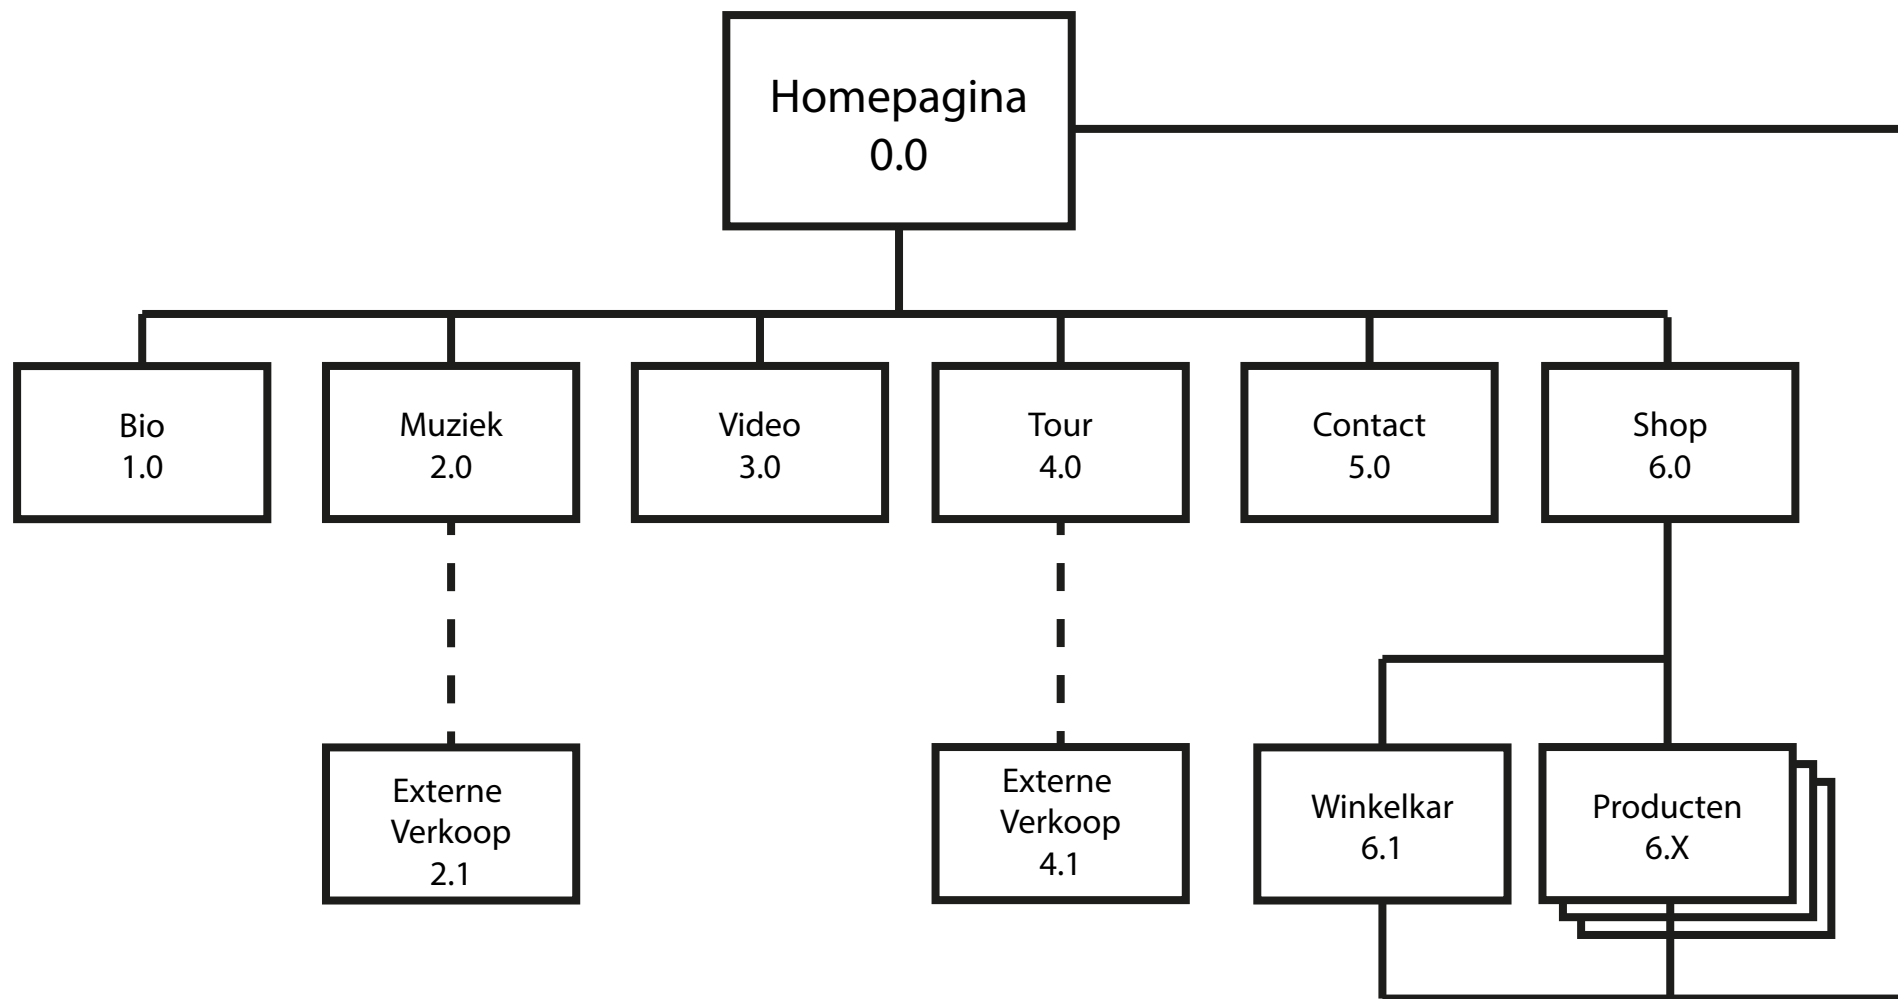 Homepagina
0.0
Bio
1.0
Muziek
2.0
Video
3.0
Tour
4.0
Contact
5.0
Shop
6.0
Externe
Verkoop
2.1
Externe
Verkoop
4.1
Winkelkar
6.1
Producten
6.X